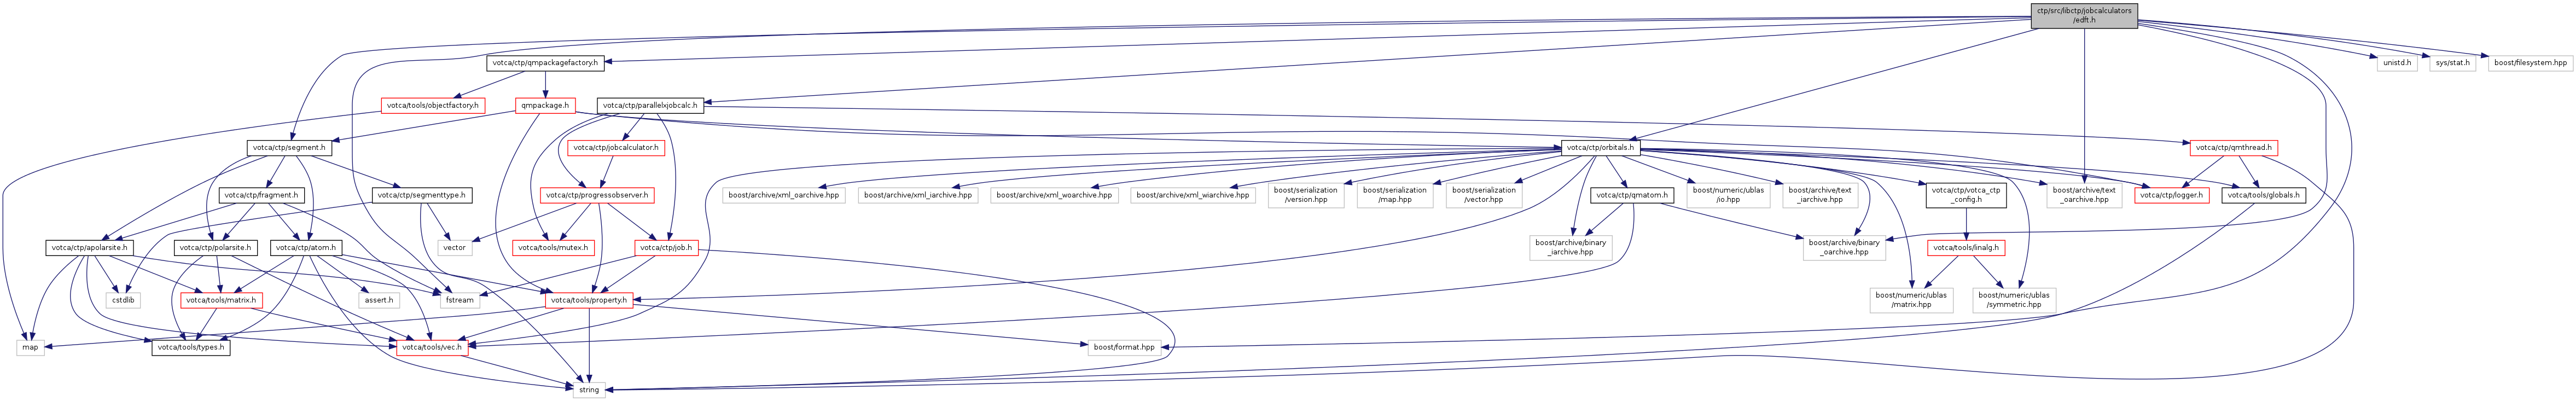 ctp/src/libctp/jobcalculators
/edft.h
votca/ctp/qmpackagefactory.h
unistd.h
sys/stat.h
boost/filesystem.hpp
votca/tools/objectfactory.h
qmpackage.h
votca/ctp/parallelxjobcalc.h
votca/ctp/segment.h
votca/ctp/jobcalculator.h
votca/ctp/orbitals.h
votca/ctp/qmthread.h
votca/ctp/fragment.h
votca/ctp/segmenttype.h
votca/ctp/progressobserver.h
boost/archive/xml_oarchive.hpp
boost/archive/xml_iarchive.hpp
boost/archive/xml_woarchive.hpp
boost/archive/xml_wiarchive.hpp
boost/serialization
/version.hpp
boost/serialization
/map.hpp
boost/serialization
/vector.hpp
votca/ctp/qmatom.h
boost/numeric/ublas
/io.hpp
boost/archive/text
_iarchive.hpp
votca/ctp/votca_ctp
_config.h
boost/archive/text
_oarchive.hpp
votca/ctp/logger.h
votca/tools/globals.h
votca/ctp/apolarsite.h
votca/ctp/polarsite.h
votca/ctp/atom.h
vector
votca/tools/mutex.h
votca/ctp/job.h
boost/archive/binary
_iarchive.hpp
boost/archive/binary
_oarchive.hpp
votca/tools/linalg.h
cstdlib
votca/tools/matrix.h
assert.h
fstream
votca/tools/property.h
boost/numeric/ublas
/matrix.hpp
boost/numeric/ublas
/symmetric.hpp
map
votca/tools/types.h
votca/tools/vec.h
boost/format.hpp
string